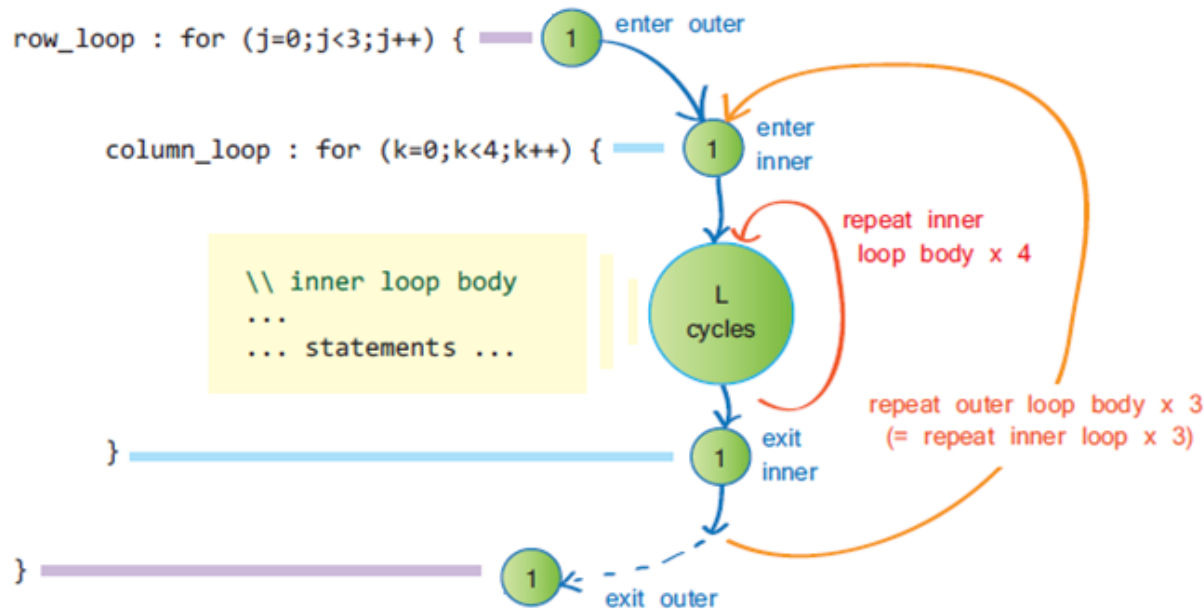 row_loop : for (j=0;j<3;j++) {
1
enter outer
column_loop : for (k=0;k<4;k++) {
1
enter
inner
repeat inner
loop body x 4
\\ inner loop body
...
... statements ...
L
cycles
repeat outer loop body x 3
(= repeat inner loop x 3)
}
1
exit
inner
}
1
exit outer